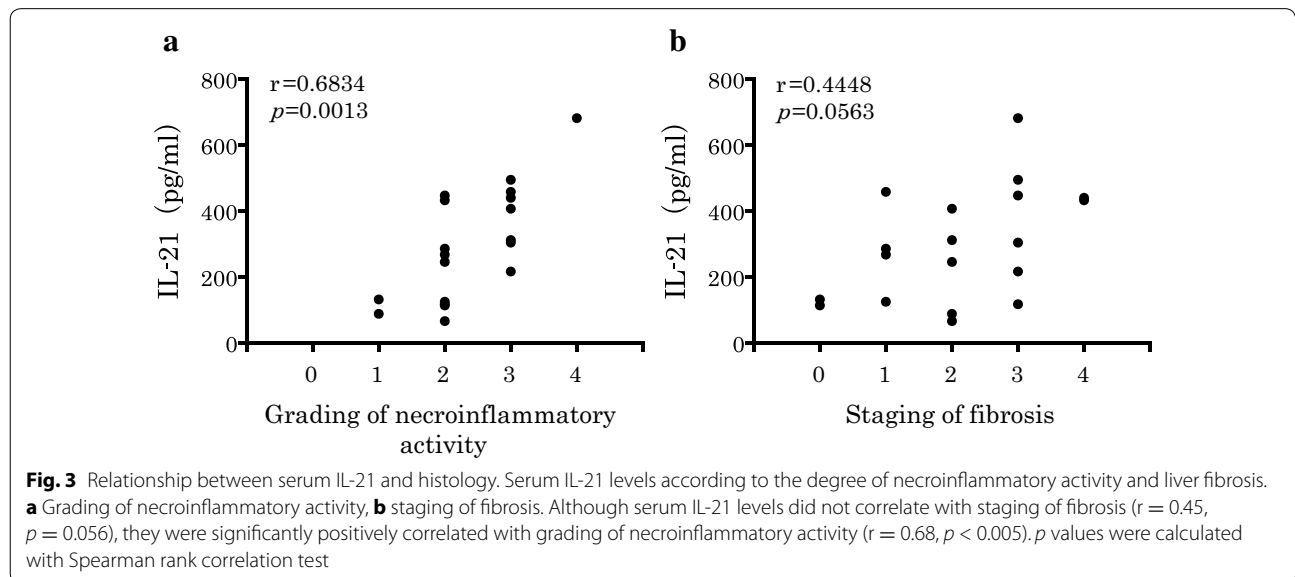 a
r=0.6834
p=0.0013
800
600
400
200
0
IL-21 (pg/ml)
0 1 2 3 4
Grading of necroinflammatory
activity
b
r=0.4448
p=0.0563
800
600
400
200
0
IL-21 (pg/ml)
0 1 2 3 4
Staging of fibrosis
Fig. 3 Relationship between serum IL-21 and histology. Serum IL-21 levels according to the degree of necroinflammatory activity and liver fibrosis.
a Grading of necroinflammatory activity, b staging of fibrosis. Although serum IL-21 levels did not correlate with staging of fibrosis (r = 0.45,
p = 0.056), they were significantly positively correlated with grading of necroinflammatory activity (r = 0.68, p < 0.005). p values were calculated
with Spearman rank correlation test